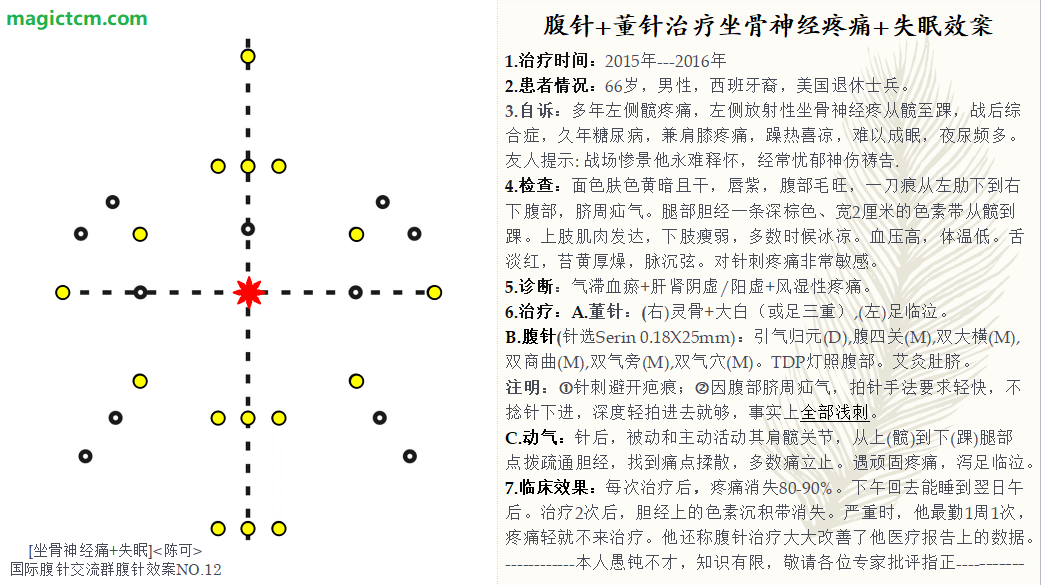 magictcm.com
[坐骨神经痛+失眠]<陈可>
国际腹针交流群腹针效案NO.12
腹针+董针治疗坐骨神经疼痛+失眠效案
1.治疗时间：2015年---2016年
2.患者情况：66岁，男性，西班牙裔，美国退休士兵。
3.自诉：多年左侧髋疼痛，左侧放射性坐骨神经疼从髋至踝，战后综
合症，久年糖尿病，兼肩膝疼痛，躁热喜凉，难以成眠，夜尿频多。
友人提示: 战场惨景他永难释怀，经常忧郁神伤祷告.
4.检查：面色肤色黄暗且干，唇紫，腹部毛旺，一刀痕从左肋下到右
下腹部，脐周疝气。腿部胆经一条深棕色、宽2厘米的色素带从髋到
踝。上肢肌肉发达，下肢瘦弱，多数时候冰凉。血压高，体温低。舌
淡红，苔黄厚燥，脉沉弦。对针刺疼痛非常敏感。
5.诊断：气滞血瘀+肝肾阴虚/阳虚+风湿性疼痛。
6.治疗：A.董针：(右)灵骨+大白（或足三重）,(左)足临泣。
B.腹针(针选Serin 0.18X25mm)：引气归元(D),腹四关(M),双大横(M),
双商曲(M),双气旁(M),双气穴(M)。TDP灯照腹部。艾灸肚脐。
注明：①针刺避开疤痕；②因腹部脐周疝气，拍针手法要求轻快，不
捻针下进，深度轻拍进去就够，事实上全部浅刺。
C.动气：针后，被动和主动活动其肩髋关节，从上(髋)到下(踝)腿部
点拨疏通胆经，找到痛点揉散，多数痛立止。遇顽固疼痛，泻足临泣。
7.临床效果：每次治疗后，疼痛消失80-90%。下午回去能睡到翌日午
后。治疗2次后，胆经上的色素沉积带消失。严重时，他最勤1周1次，
疼痛轻就不来治疗。他还称腹针治疗大大改善了他医疗报告上的数据。
------------本人愚钝不才，知识有限，敬请各位专家批评指正------------